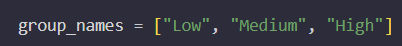 group_names = ["Low", "Medium", "High"]